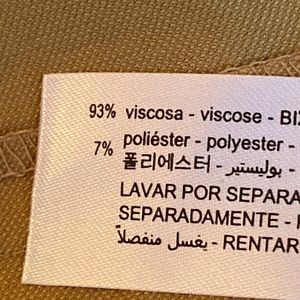 93% viscosa - viscose -
7% poliéster - polyester -
폴리에스터 - بوليستير -
LAVAR POR SEPARA
SEPARADAMENTE -
يغسل منفصلاً - RENTAR